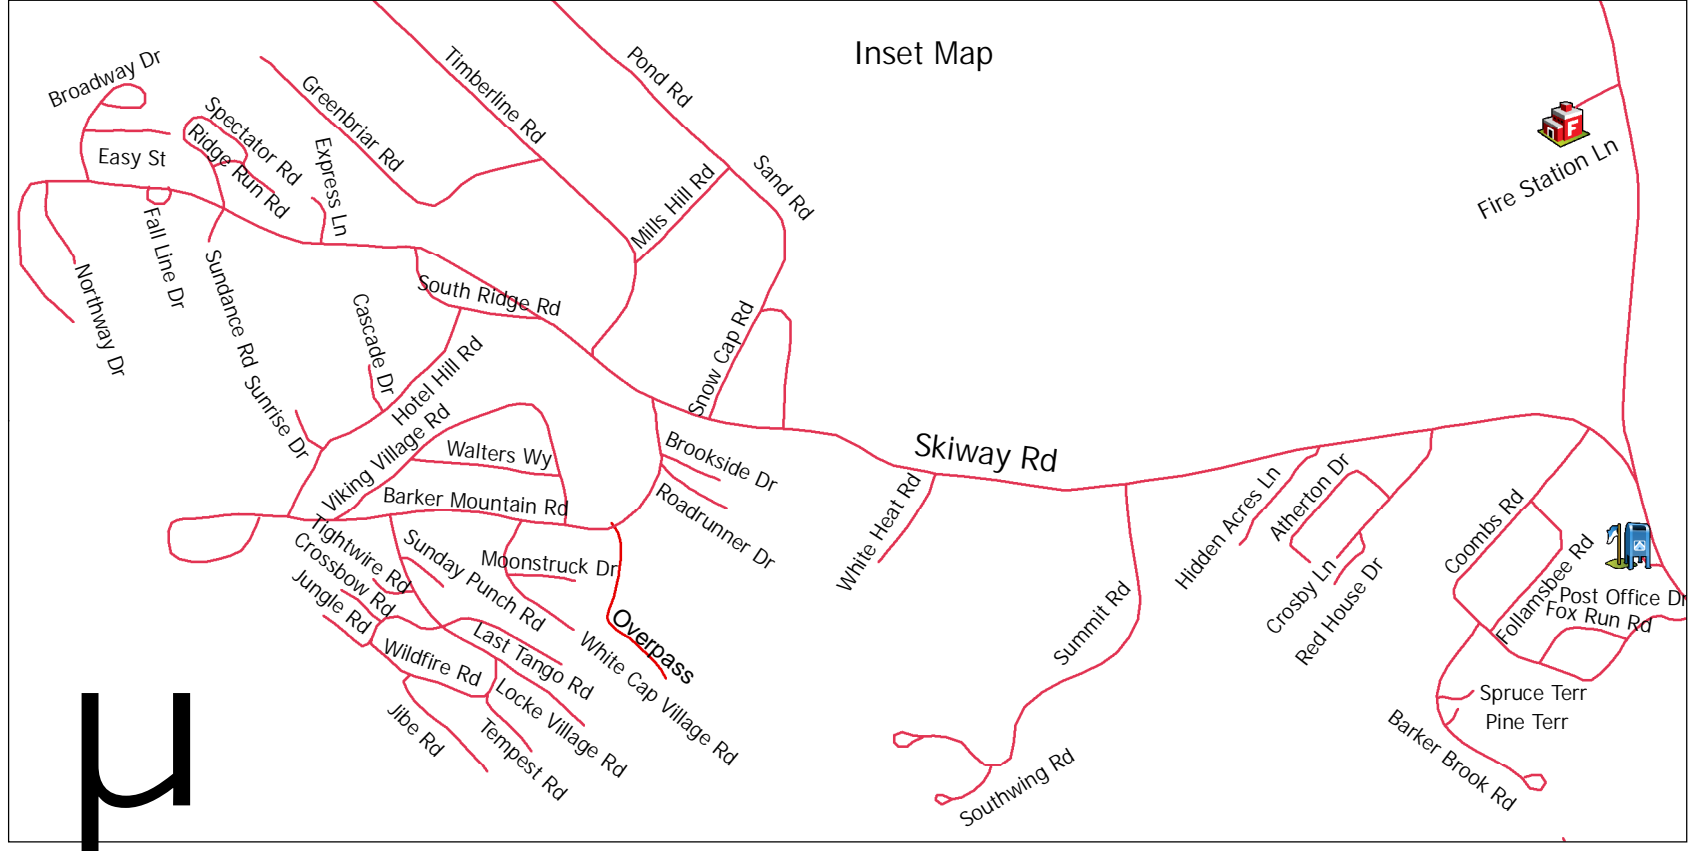 Inset Map
Broadway Dr
Timberline Rd
Pond Rd
Greenbriar Rd
Spectator Rd
Ridge Run Rd
Express Ln
Easy St
F
Fire Station Ln
Sand Rd
Mills Hill Rd
Fall Line Dr
Northway Dr
Sundance Rd
South Ridge Rd
Cascade Dr
Snow Cap Rd
Hotel Hill Rd
Sunrise Dr
Viking Village Rd
Walters Wy
Brookside Dr
Skiway Rd
Barker Mountain Rd
Roadrunner Dr
White Heat Rd
Hidden Acres Ln
Atherton Dr
Coombs Rd
Tightwire Rd
Crossbow Rd
Jungle Rd
Sunday Punch Rd
Moonstruck Dr
Overpass
Summit Rd
Crosby Ln
Red House Dr
Follamsbee Rd
Post Office Dr
Fox Run Rd
Wildfire Rd
Last Tango Rd
White Cap Village Rd
Locke Village Rd
Jibe Rd
Tempest Rd
Southwing Rd
Spruce Terr
Pine Terr
Barker Brook Rd
µ